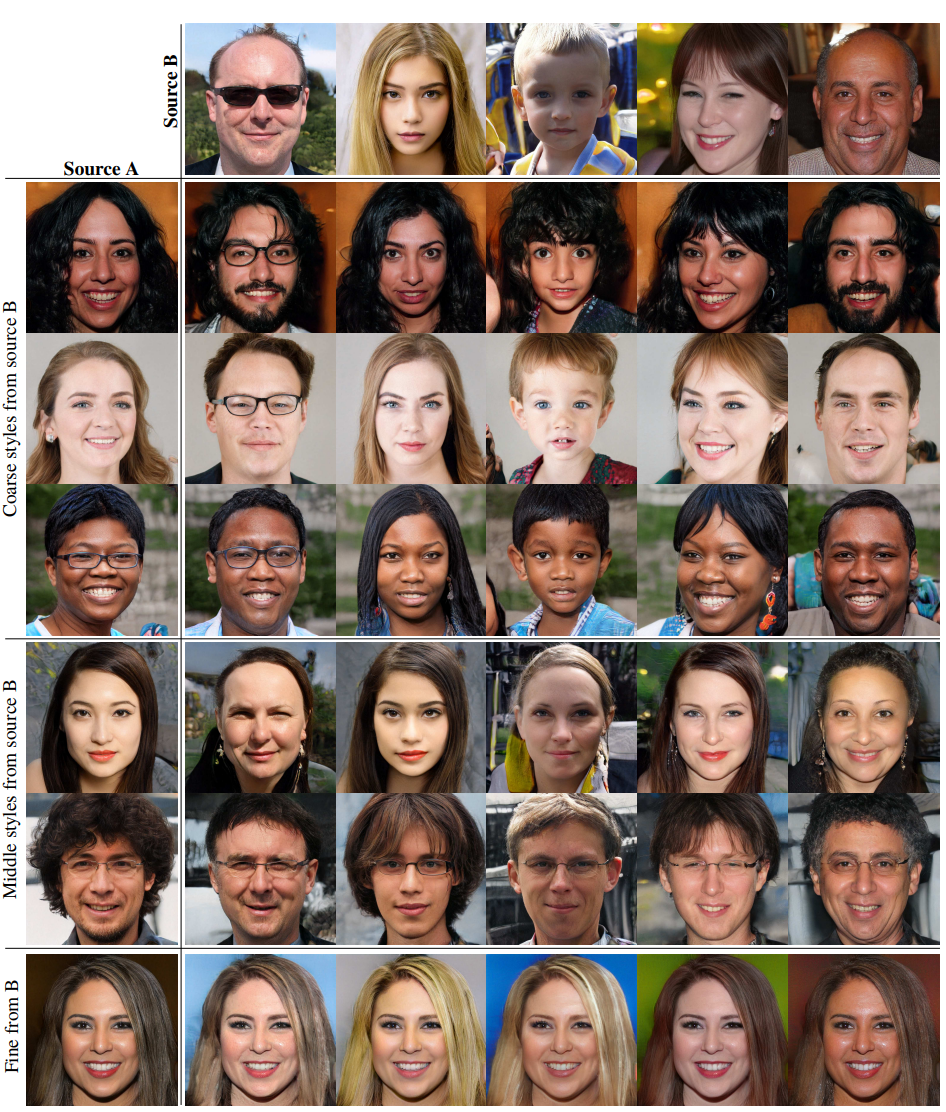 Source B
Source A
Coarse styles from source B
Middle styles from source B
Fine from B